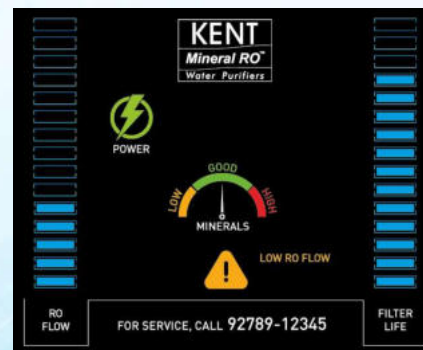 KENT
Mineral RO™
Water Purifiers
POWER
LOW GOOD HIGH
MINERALS
LOW RO FLOW
RO
FLOW
FOR SERVICE, CALL 92789-12345
FILTER
LIFE